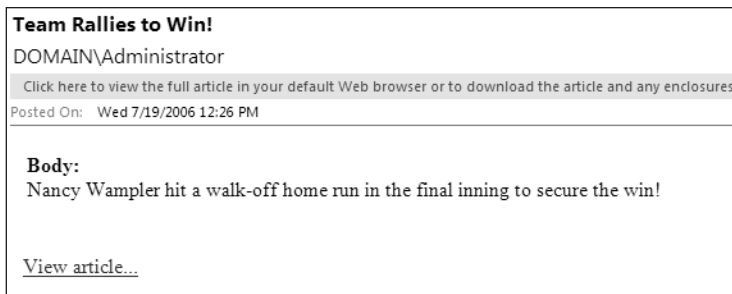 Team Rallies to Win!
DOMAIN\Administrator
Click here to view the full article in your default Web browser or to download the article and any enclosures
Posted On: Wed 7/19/2006 12:26 PM
Body:
Nancy Wampler hit a walk-off home run in the final inning to secure the win!
View article...